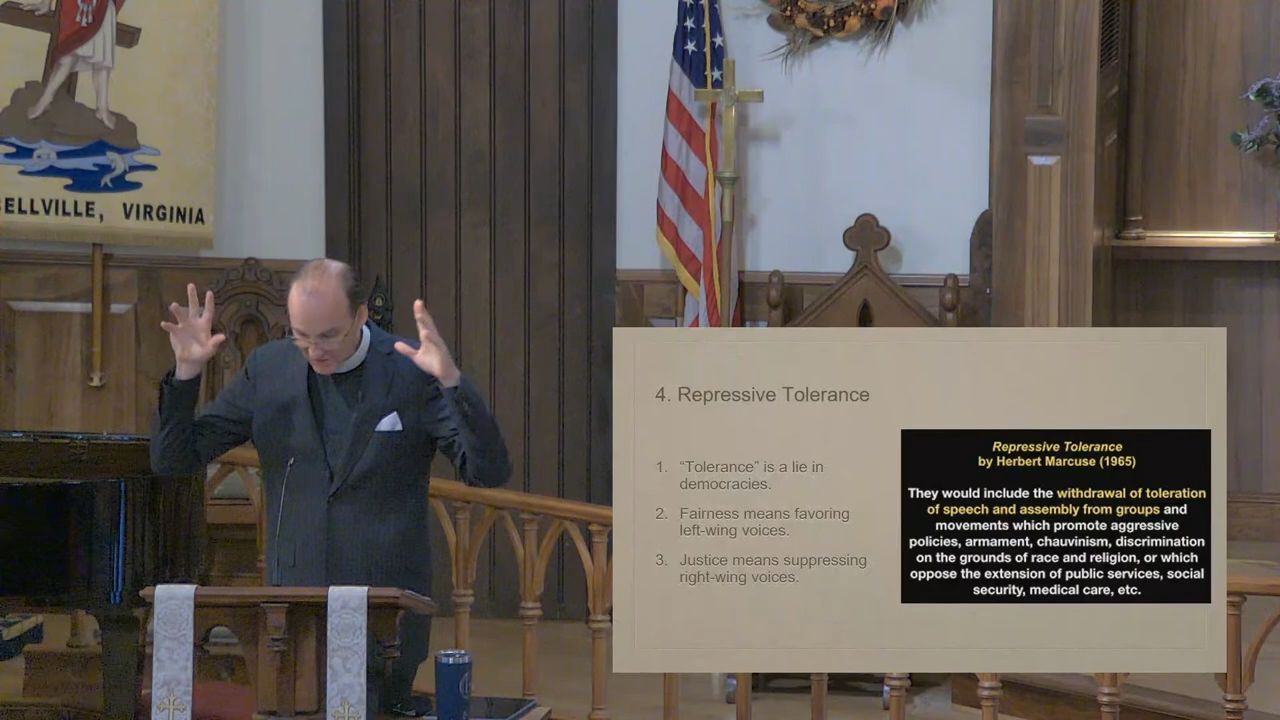 BELLVILLE, VIRGINIA
4. Repressive Tolerance
1. “Tolerance” is a lie in
democracies.
2. Fairness means favoring
left-wing voices.
3. Justice means suppressing
right-wing voices.
Repressive Tolerance
by Herbert Marcuse (1965)
They would include the withdrawal of toleration
of speech and assembly from groups and
movements which promote aggressive
policies, armament, chauvinism, discrimination
on the grounds of race and religion, or which
oppose the extension of public services, social
security, medical care, etc.